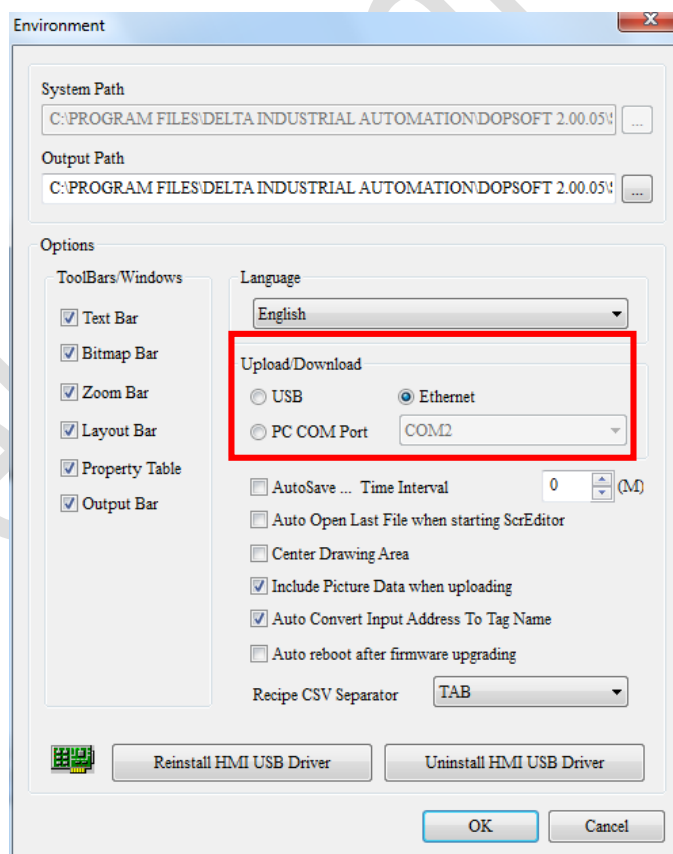 Environment
System Path
C:\PROGRAM FILES\DELTA INDUSTRIAL AUTOMATION\DOPSOFT 2.00.05\
...
Output Path
C:\PROGRAM FILES\DELTA INDUSTRIAL AUTOMATION\DOPSOFT 2.00.05\
...
Options
ToolBars/Windows
Language
Text Bar
English
Bitmap Bar
Upload/Download
Zoom Bar
USB
Ethernet
Layout Bar
PC COM Port
COM2
Property Table
AutoSave ... Time Interval
0
(M)
Output Bar
Auto Open Last File when starting ScrEditor
Center Drawing Area
Include Picture Data when uploading
Auto Convert Input Address To Tag Name
Auto reboot after firmware upgrading
Recipe CSV Separator
TAB
Reinstall HMI USB Driver
Uninstall HMI USB Driver
OK
Cancel